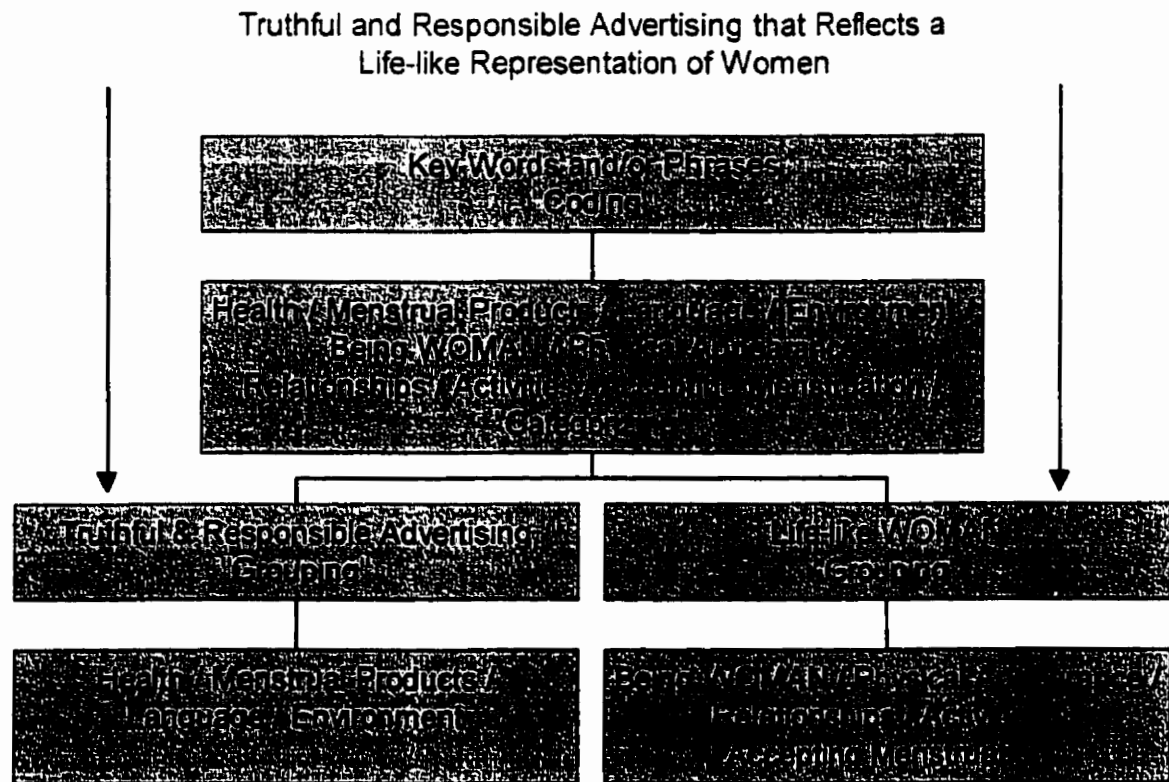 Truthful and Responsible Advertising that Reflects a
Life-like Representation of Women
Key-Words and/or Phrases
Coding
Health / Menstrual Products / Language / Environment
Being WOMAN / Physical Appearance
Relationships / Activities / Accepting Menstruation /
Truthful & Responsible Advertising
Grouping
Life-like WOMAN
Grouping
Health / Menstrual Products /
Language / Environment
Being WOMAN / Physical Appearance /
Relationships / Activities
Accepting